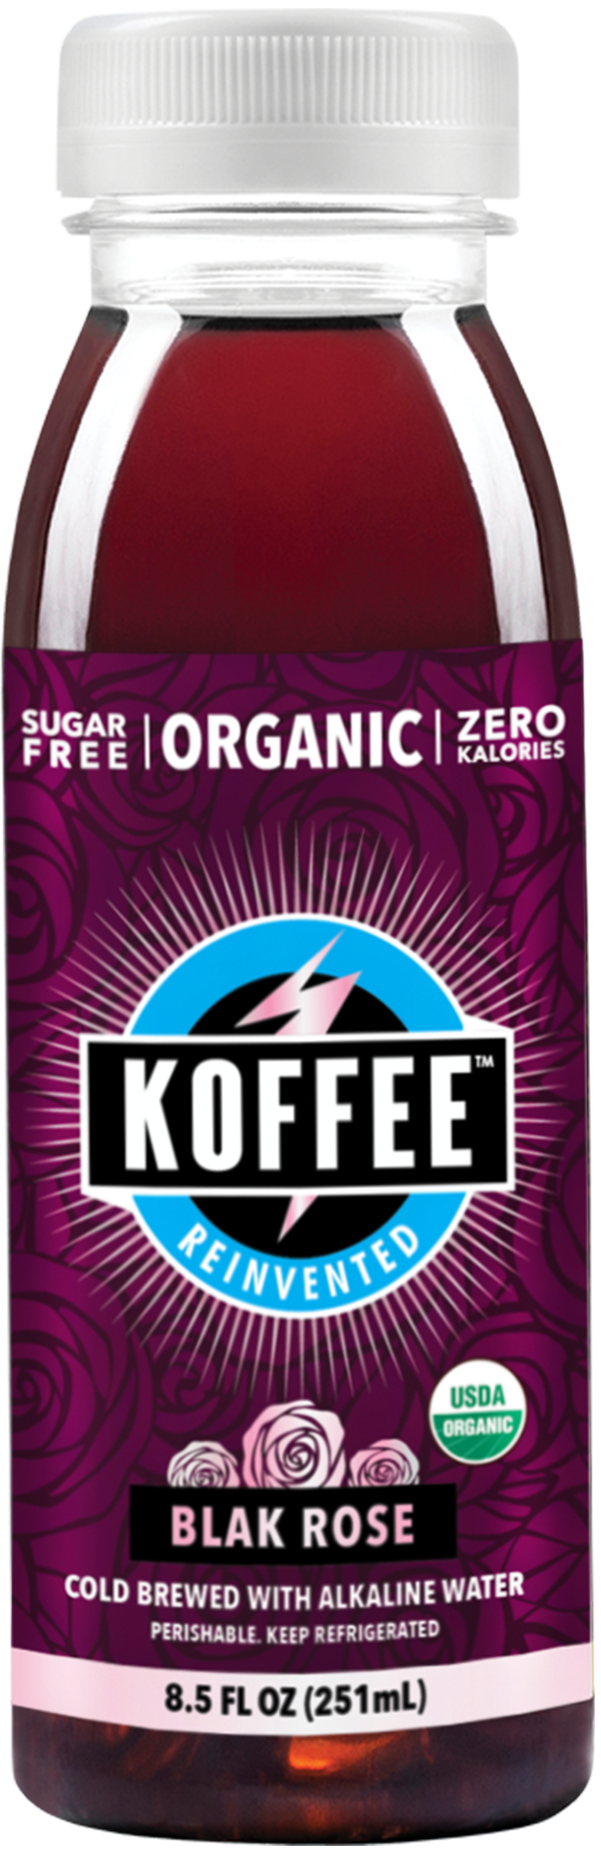 SUGAR FREE | ORGANIC | ZERO KALORIES
KOFFEE™
REINVENTED
USDA
ORGANIC
BLAK ROSE
COLD BREWED WITH ALKALINE WATER
PERISHABLE. KEEP REFRIGERATED
8.5 FL OZ (251mL)